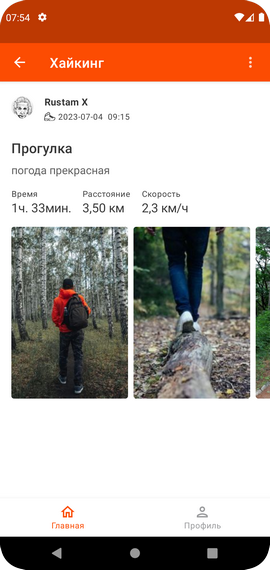 07:54
Хайкинг
Rustam X
2023-07-04 09:15
Прогулка
погода прекрасная
Время Расстояние Скорость
1ч. 33мин. 3,50 км 2,3 км/ч
Главная Профиль